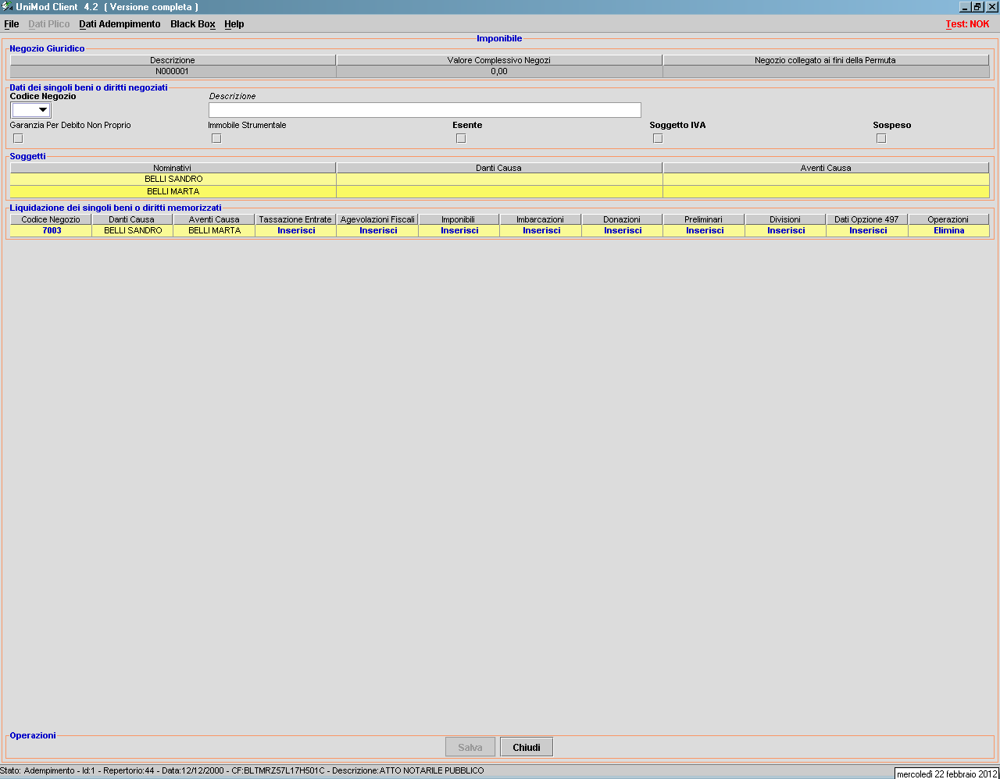 UniMod Client 4.2 ( Versione completa )
File Dati Plico Dati Adempimento Black Box Help Test: NOK
Imponibile
Negozio Giuridico
Descrizione Valore Complessivo Negozi Negozio collegato ai fini della Permuta
N000001 0,00
Dati dei singoli beni o diritti negoziati
Codice Negozio Descrizione
Garanzia Per Debito Non Proprio Immobile Strumentale Esente Soggetto IVA Sospeso
Soggetti
Nominativi Danti Causa Aventi Causa
BELLI SANDRO
BELLI MARTA
Liquidazione dei singoli beni o diritti memorizzati
Codice Negozio Danti Causa Aventi Causa Tassazione Entrate Agevolazioni Fiscali Imponibili Imbarcazioni Donazioni Preliminari Divisioni Dati Opzione 497 Operazioni
7003 BELLI SANDRO BELLI MARTA Inserisci Inserisci Inserisci Inserisci Inserisci Inserisci Inserisci Inserisci Elimina
Operazioni
Salva Chiudi
Stato: Adempimento - Id:1 - Repertorio:44 - Data:12/12/2000 - CF:BLTMRZ57L17H501C - Descrizione:ATTO NOTARILE PUBBLICO
mercoledì 22 febbraio 2012